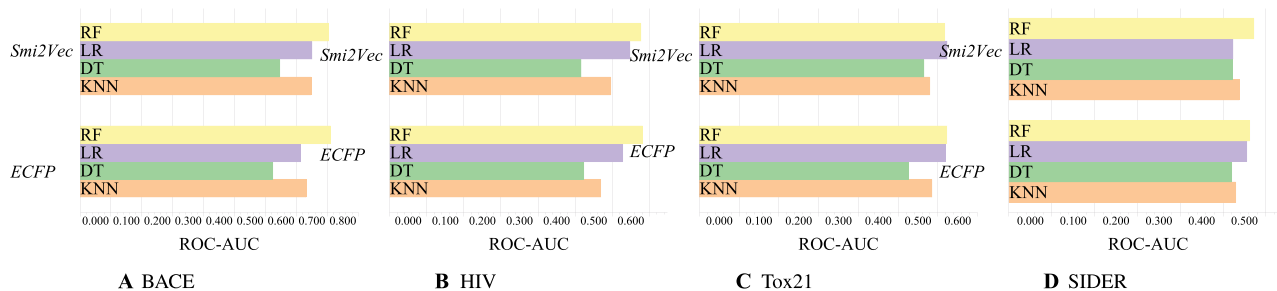 Smi2Vec
RF
LR
DT
KNN
ECFP
RF
LR
DT
KNN
0.000 0.100 0.200 0.300 0.400 0.500 0.600 0.700 0.800
ROC-AUC
A BACE
Smi2Vec
RF
LR
DT
KNN
ECFP
RF
LR
DT
KNN
0.000 0.100 0.200 0.300 0.400 0.500 0.600
ROC-AUC
B HIV
Smi2Vec
RF
LR
DT
KNN
ECFP
RF
LR
DT
KNN
0.000 0.100 0.200 0.300 0.400 0.500 0.600
ROC-AUC
C Tox21
Smi2Vec
RF
LR
DT
KNN
ECFP
RF
LR
DT
KNN
0.000 0.100 0.200 0.300 0.400 0.500
ROC-AUC
D SIDER